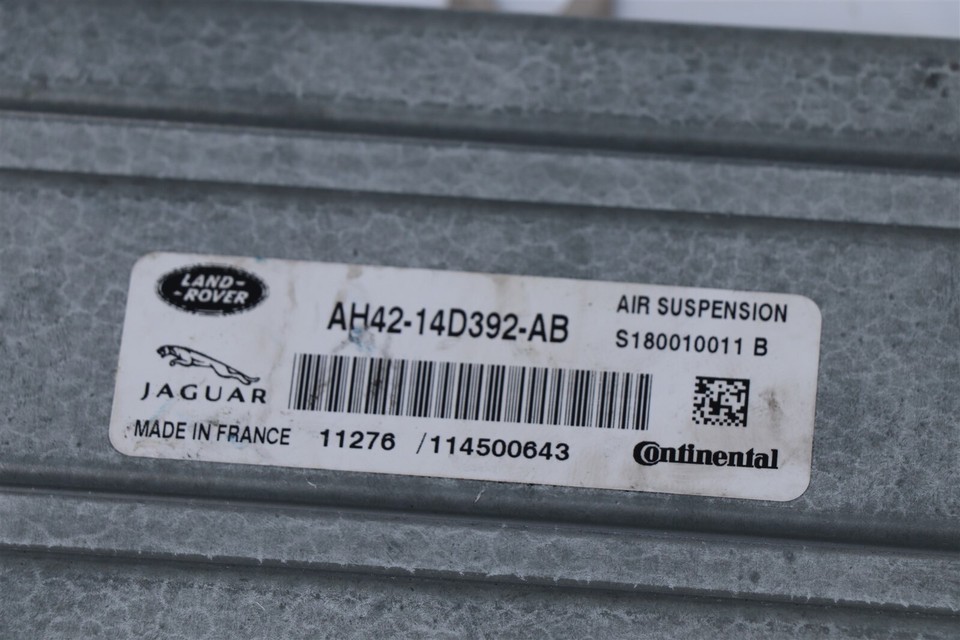 LAND-
-ROVER
AH42-14D392-AB
AIR SUSPENSION
S180010011 B
JAGUAR
MADE IN FRANCE
11276 /114500643
Continental